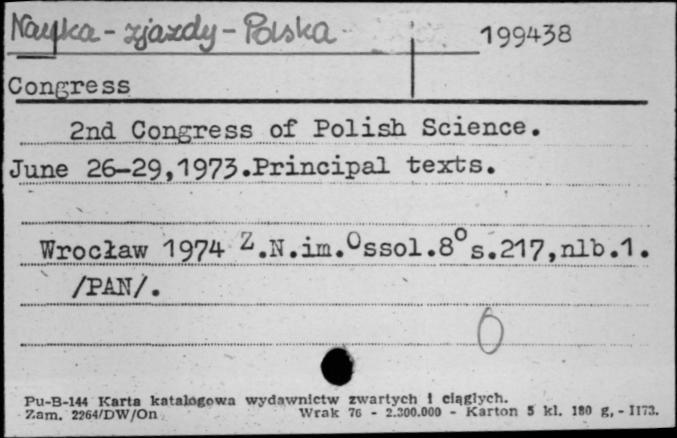 Nauka - zjazdy - Polska
199438
Congress
2nd Congress of Polish Science.
June 26-29,1973.Principal texts.
Wrocław 1974 Z.N.im.Ossol.8° s.217,nlb.1.
/PAN/.
0
Pu-B-144 Karta katalogowa wydawnictw zwartych i ciągłych.
Zam. 2264/DW/On Wrak 76 - 2.300.000 - Karton 5 kl. 180 g, - II73.